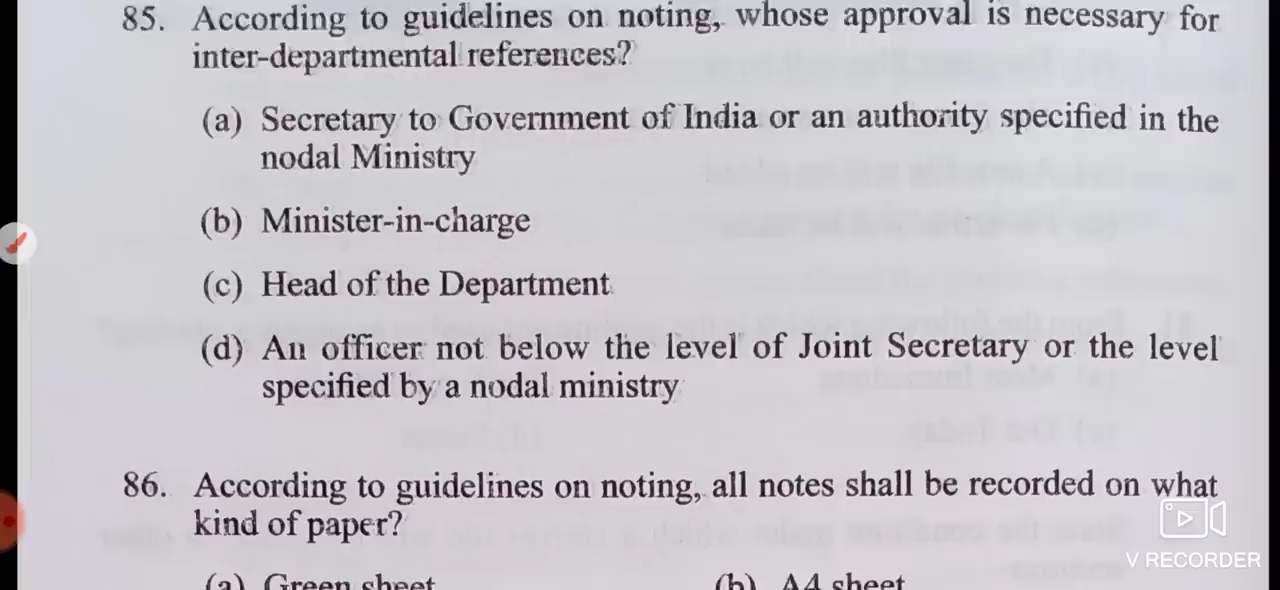 85. According to guidelines on noting, whose approval is necessary for
inter-departmental references?
(a) Secretary to Government of India or an authority specified in the
nodal Ministry
(b) Minister-in-charge
(c) Head of the Department
(d) An officer not below the level of Joint Secretary or the level
specified by a nodal ministry
86. According to guidelines on noting, all notes shall be recorded on what
kind of paper?
(a) Green sheet (b) A4 sheet
V RECORDER